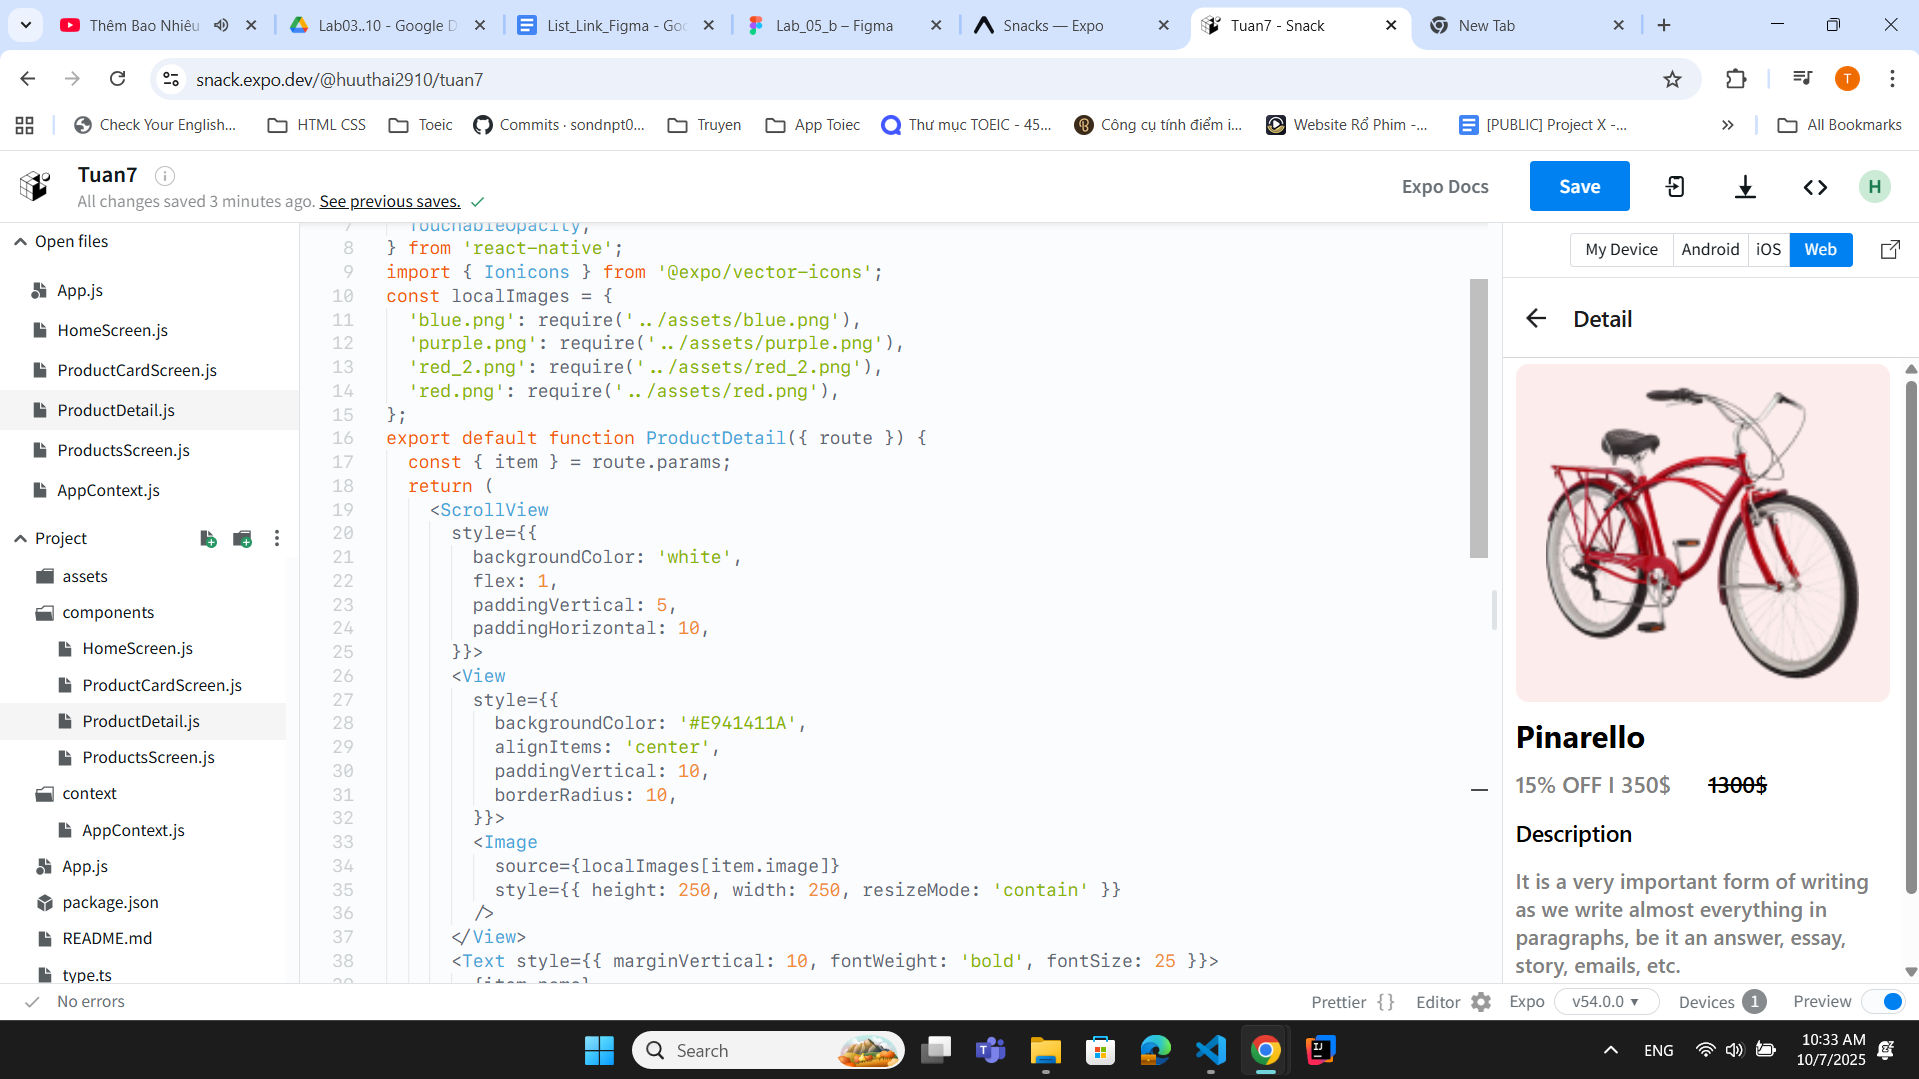 Thêm Bao Nhiêu
Lab03..10 - Google D
List_Link_Figma - Goo
Lab_05_b – Figma
Snacks — Expo
Tuan7 - Snack
New Tab
snack.expo.dev/@huuthai2910/tuan7
T
Check Your English...
HTML CSS
Toeic
Commits · sondnpt0...
Truyen
App Toiec
Thư mục TOEIC - 45...
Công cụ tính điểm i...
Website Rổ Phim -...
[PUBLIC] Project X -...
All Bookmarks
Tuan7
All changes saved 3 minutes ago. See previous saves.
Expo Docs
Save
H
Open files
App.js
HomeScreen.js
ProductCardScreen.js
ProductDetail.js
ProductsScreen.js
AppContext.js
Project
assets
components
HomeScreen.js
ProductCardScreen.js
ProductDetail.js
ProductsScreen.js
context
AppContext.js
App.js
package.json
README.md
type.ts
7 TouchableOpacity,
8 } from 'react-native';
9 import { Ionicons } from '@expo/vector-icons';
10 const localImages = {
11 'blue.png': require('../assets/blue.png'),
12 'purple.png': require('../assets/purple.png'),
13 'red_2.png': require('../assets/red_2.png'),
14 'red.png': require('../assets/red.png'),
15 };
16 export default function ProductDetail({ route }) {
17 const { item } = route.params;
18 return (
19 <ScrollView
20 style={{
21 backgroundColor: 'white',
22 flex: 1,
23 paddingVertical: 5,
24 paddingHorizontal: 10,
25 }}>
26 <View
27 style={{
28 backgroundColor: '#E941411A',
29 alignItems: 'center',
30 paddingVertical: 10,
31 borderRadius: 10,
32 }}>
33 <Image
34 source={localImages[item.image]}
35 style={{ height: 250, width: 250, resizeMode: 'contain' }}
36 />
37 </View>
38 <Text style={{ marginVertical: 10, fontWeight: 'bold', fontSize: 25 }}>
39 {item.name}
My Device
Android
iOS
Web
Detail
Pinarello
15% OFF I 350$ 1300$
Description
It is a very important form of writing
as we write almost everything in
paragraphs, be it an answer, essay,
story, emails, etc.
No errors
Prettier { }
Editor
Expo
v54.0.0
Devices 1
Preview
Search
ENG
10:33 AM
10/7/2025